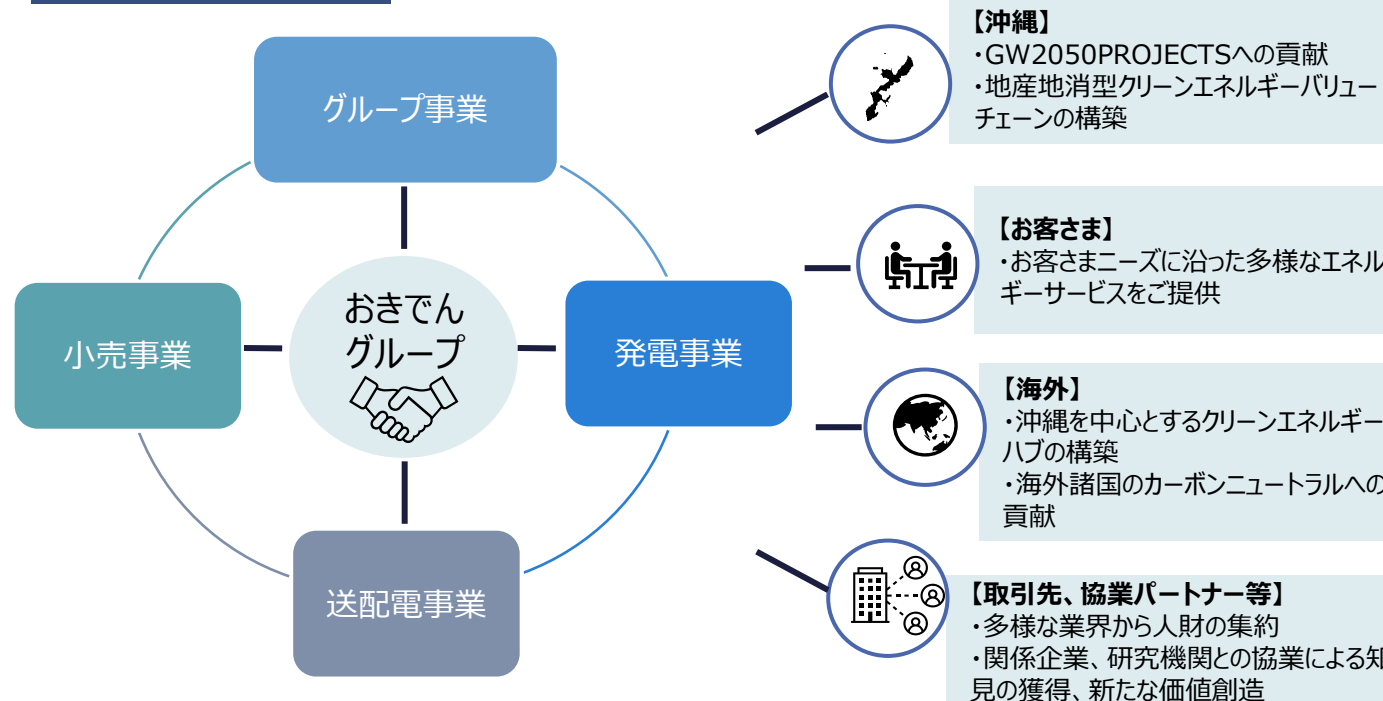 グループ事業
小売事業
おきでん
グループ
発電事業
送配電事業
【沖縄】
・GW2050PROJECTSへの貢献
・地産地消型クリーンエネルギーバリュー
チェーンの構築
【お客さま】
・お客さまニーズに沿った多様なエネル
ギーサービスをご提供
【海外】
・沖縄を中心とするクリーンエネルギー
ハブの構築
・海外諸国のカーボンニュートラルへの
貢献
【取引先、協業パートナー等】
・多様な業界から人財の集約
・関係企業、研究機関との協業による知
見の獲得、新たな価値創造